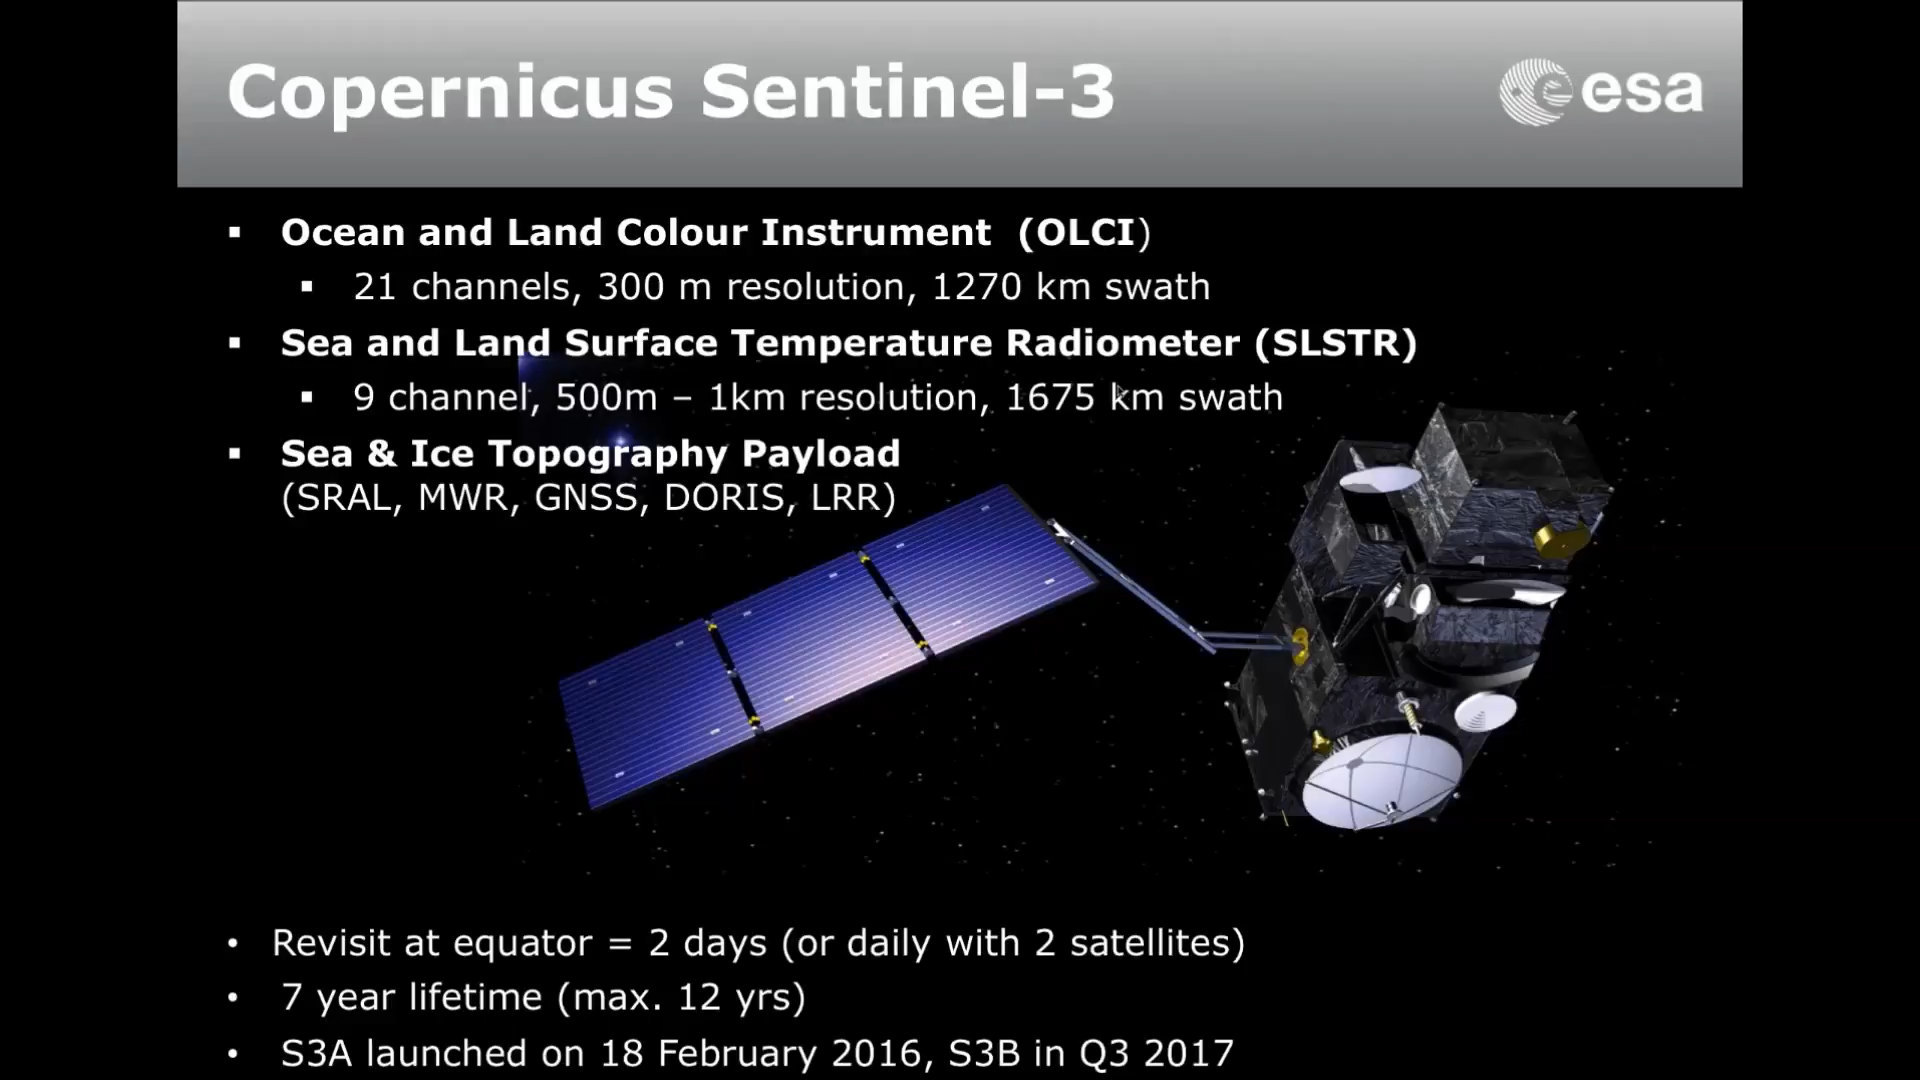 Copernicus Sentinel-3
esa
▪ Ocean and Land Colour Instrument  (OLCI)
▪ 21 channels, 300 m resolution, 1270 km swath
▪ Sea and Land Surface Temperature Radiometer (SLSTR)
▪ 9 channel, 500m – 1km resolution, 1675 km swath
▪ Sea & Ice Topography Payload
(SRAL, MWR, GNSS, DORIS, LRR)
• Revisit at equator = 2 days (or daily with 2 satellites)
• 7 year lifetime (max. 12 yrs)
• S3A launched on 18 February 2016, S3B in Q3 2017